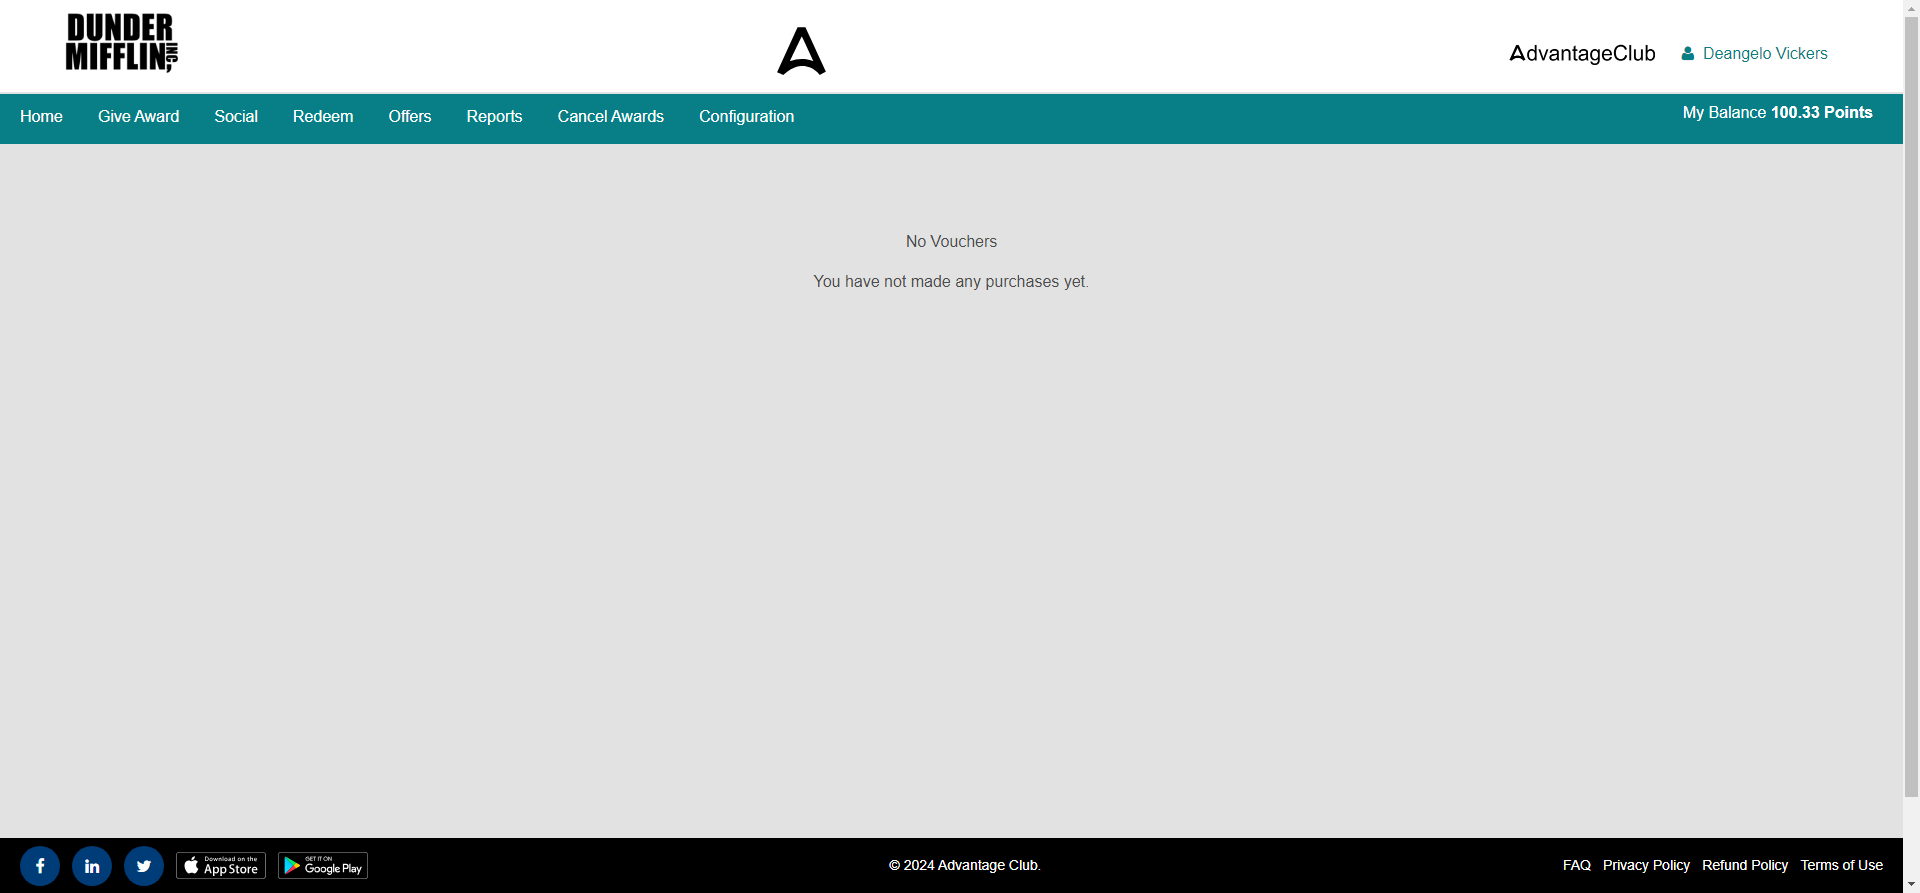 DUNDER
MIFFLIN INC,
AdvantageClub
Deangelo Vickers
Home
Give Award
Social
Redeem
Offers
Reports
Cancel Awards
Configuration
My Balance 100.33 Points
No Vouchers
You have not made any purchases yet.
Download on the
App Store
GET IT ON
Google Play
© 2024 Advantage Club.
FAQ
Privacy Policy
Refund Policy
Terms of Use